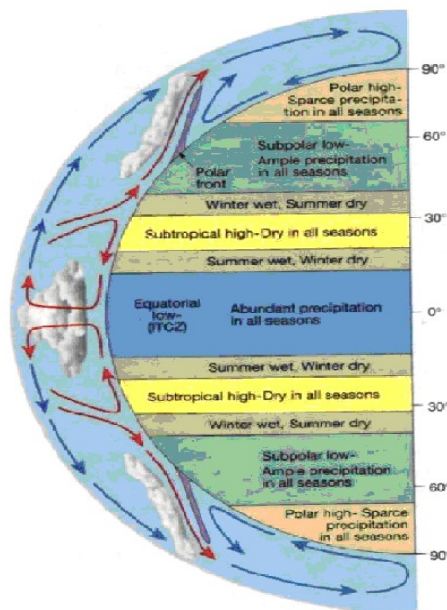 90°
Polar high-
Sparce precipita-
tion in all seasons
60°
Subpolar low-
Ample precipitation
in all seasons
Polar
front
Winter wet, Summer dry
30°
Subtropical high-Dry in all seasons
Summer wet, Winter dry
Equatorial
low-
(ITCZ)
Abundant precipitation
in all seasons
0°
Summer wet, Winter dry
Subtropical high-Dry in all seasons
30°
Winter wet, Summer dry
Subpolar low-
Ample precipitation
in all seasons
60°
Polar high- Sparce
precipitation
in all seasons
90°